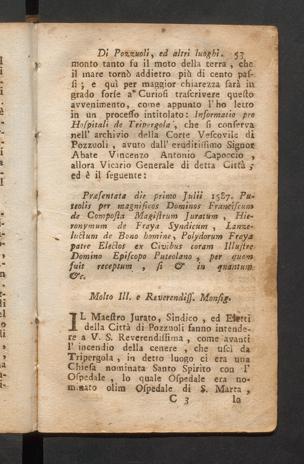 Di Pozzuoli, ed altri luoghi. 53
monto tanto fu il moto della terra, che
il mare tornò addietro più di cento pas-
si; e quì per maggior chiarezza sarà in
grado forse a' Curiosi trascrivere questo
avvenimento, come appunto l' ho letto
in un processo intitolato: Informatio pro
Hospitali de Tripergola, che si conserva
nell' archivio della Corte Vescovile di
Pozzuoli, avuto dall' eruditissimo Signor
Abate Vincenzo Antonio Capoccio,
allora Vicario Generale di detta Città;
ed è il seguente:
Præsentata die primo Julii 1587. Pu-
teolis per magnificos Dominos Franciscum
de Composta Magistrum Juratum, Hie-
ronymum de Fraya Syndicum, Lanze-
luctum de Bono homine, Polydorum Fraya
patre Electos ex Civibus coram Illustre
Domino Episcopo Puteolano, per quem
fuit receptum, si & in quantum
&c.
Molto Ill. e Reverendiss. Monsig.
IL Maestro Jurato, Sindico, ed Eletti
della Città di Pozzuoli fanno intende-
re a V. S. Reverendissima, come avanti
l' incendio della cenere, che uscì da
Tripergola, in detro luogo ci era una
Chiesa nominata Santo Spirito con l'
Ospedale, lo quale Ospedale era no-
minato olim Ospedale di S. Marta,
C 3 lo